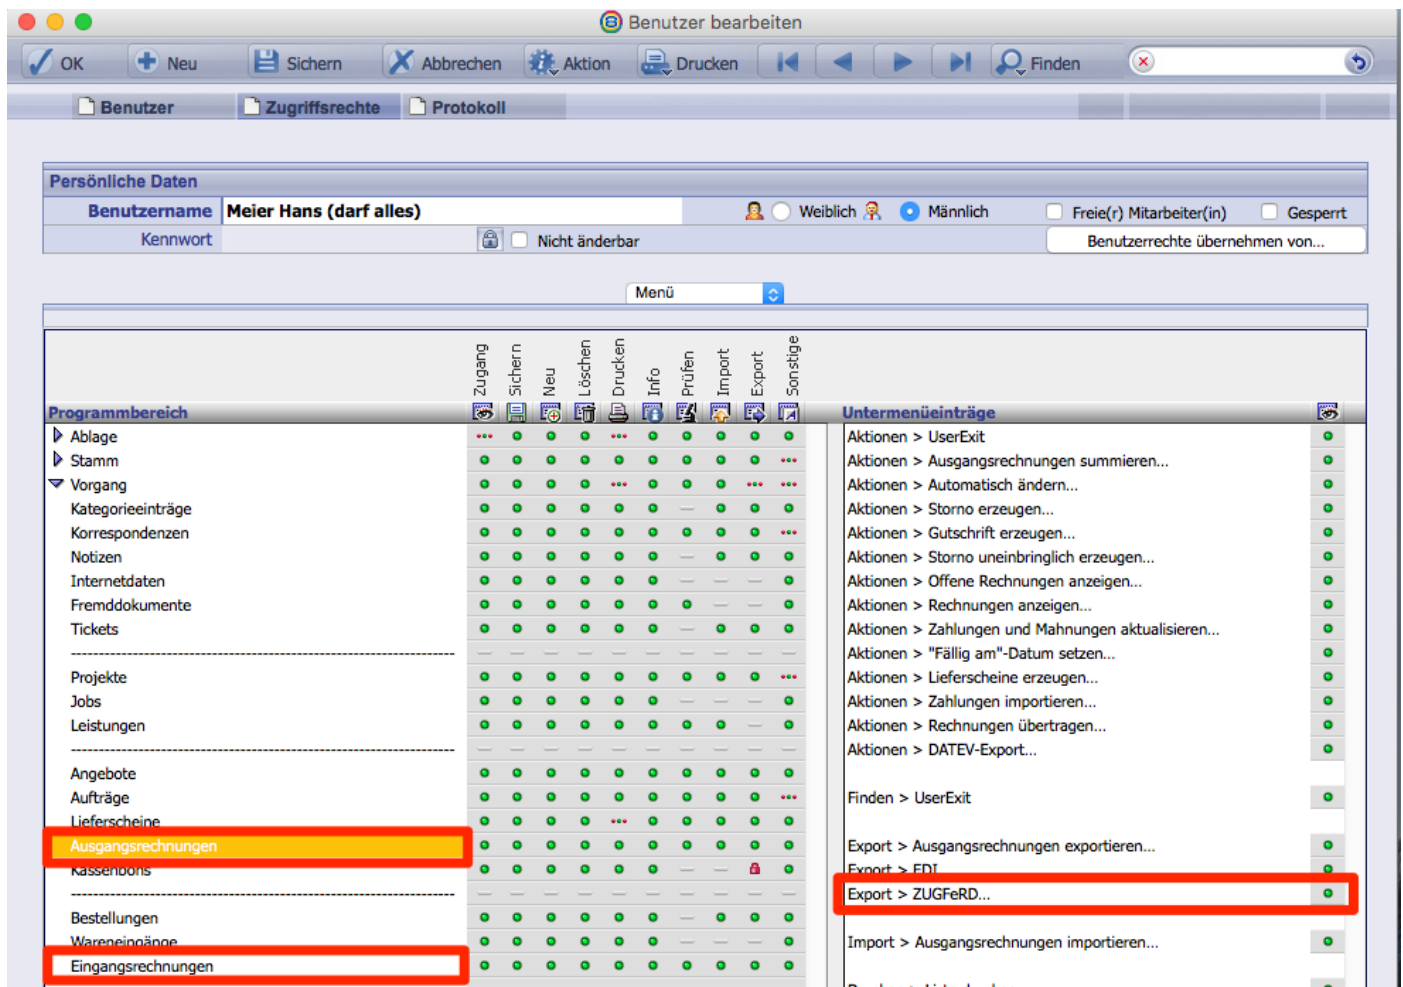 Benutzer bearbeiten
OK Neu Sichern Abbrechen Aktion Drucken Finden
Benutzer Zugriffsrechte Protokoll
Persönliche Daten
Benutzername Meier Hans (darf alles) Weiblich Männlich Freie(r) Mitarbeiter(in) Gesperrt
Kennwort Nicht änderbar Benutzerrechte übernehmen von...
Menü
Zugang Sichern Neu Löschen Drucken Info Prüfen Import Export Sonstige
Programmbereich Untermenüeinträge
Ablage Aktionen > UserExit
Stamm Aktionen > Ausgangsrechnungen summieren...
Vorgang Aktionen > Automatisch ändern...
Kategorieeinträge Aktionen > Storno erzeugen...
Korrespondenzen Aktionen > Gutschrift erzeugen...
Notizen Aktionen > Storno uneinbringlich erzeugen...
Internetdaten Aktionen > Offene Rechnungen anzeigen...
Fremddokumente Aktionen > Rechnungen anzeigen...
Tickets Aktionen > Zahlungen und Mahnungen aktualisieren...
Aktionen > "Fällig am"-Datum setzen...
Projekte Aktionen > Lieferscheine erzeugen...
Jobs Aktionen > Zahlungen importieren...
Leistungen Aktionen > Rechnungen übertragen...
Aktionen > DATEV-Export...
Angebote
Aufträge Finden > UserExit
Lieferscheine
Ausgangsrechnungen Export > Ausgangsrechnungen exportieren...
Kassenbons Export > EDI
Export > ZUGFeRD...
Bestellungen
Wareneingänge Import > Ausgangsrechnungen importieren...
Eingangsrechnungen